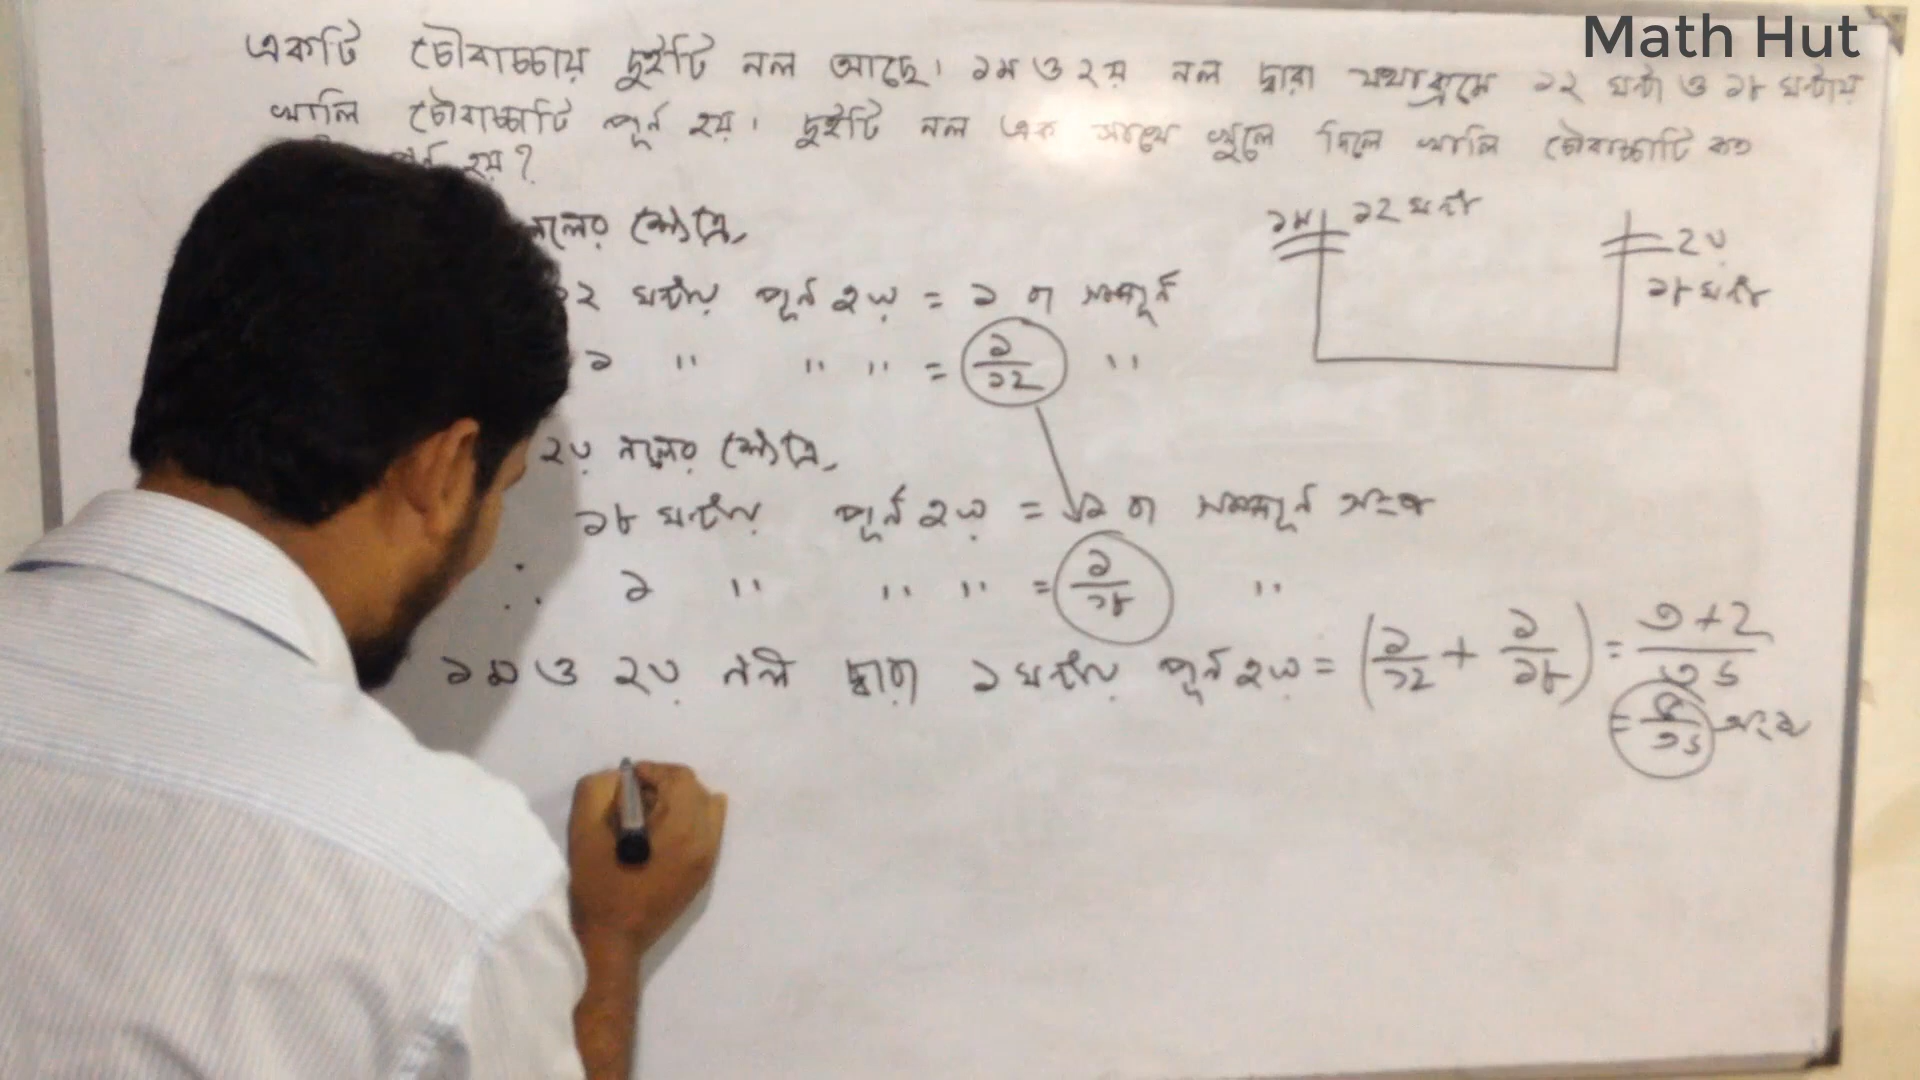 Math Hut
একটি চৌবাচ্চায় দুইটি নল আছে। ১ম ও ২য় নল দ্বারা যথাক্রমে ১২ ঘন্টা ও ১৮ ঘন্টায়
খালি চৌবাচ্চাটি পূর্ন হয়। দুইটি নল এক সাথে খুলে দিলে খালি চৌবাচ্চাটি কত
পূর্ন হয়?
১ম ১২ ঘন্টা
২য়
১৮ ঘন্টা
নলের ক্ষেত্রে,
১২ ঘন্টায় পূর্ন হয় = ১ বা সম্পূর্ন
১ " " " = ১/১২ "
২য় নলের ক্ষেত্রে,
১৮ ঘন্টায় পূর্ন হয় = ১ বা সম্পূর্ন অংশ
∴ ১ " " " = ১/১৮ "
১ম ও ২য় নল দ্বারা ১ ঘন্টায় পূর্ন হয় = (১/১২ + ১/১৮) = ৩+২/৩৬
= ৫/৩৬ অংশ